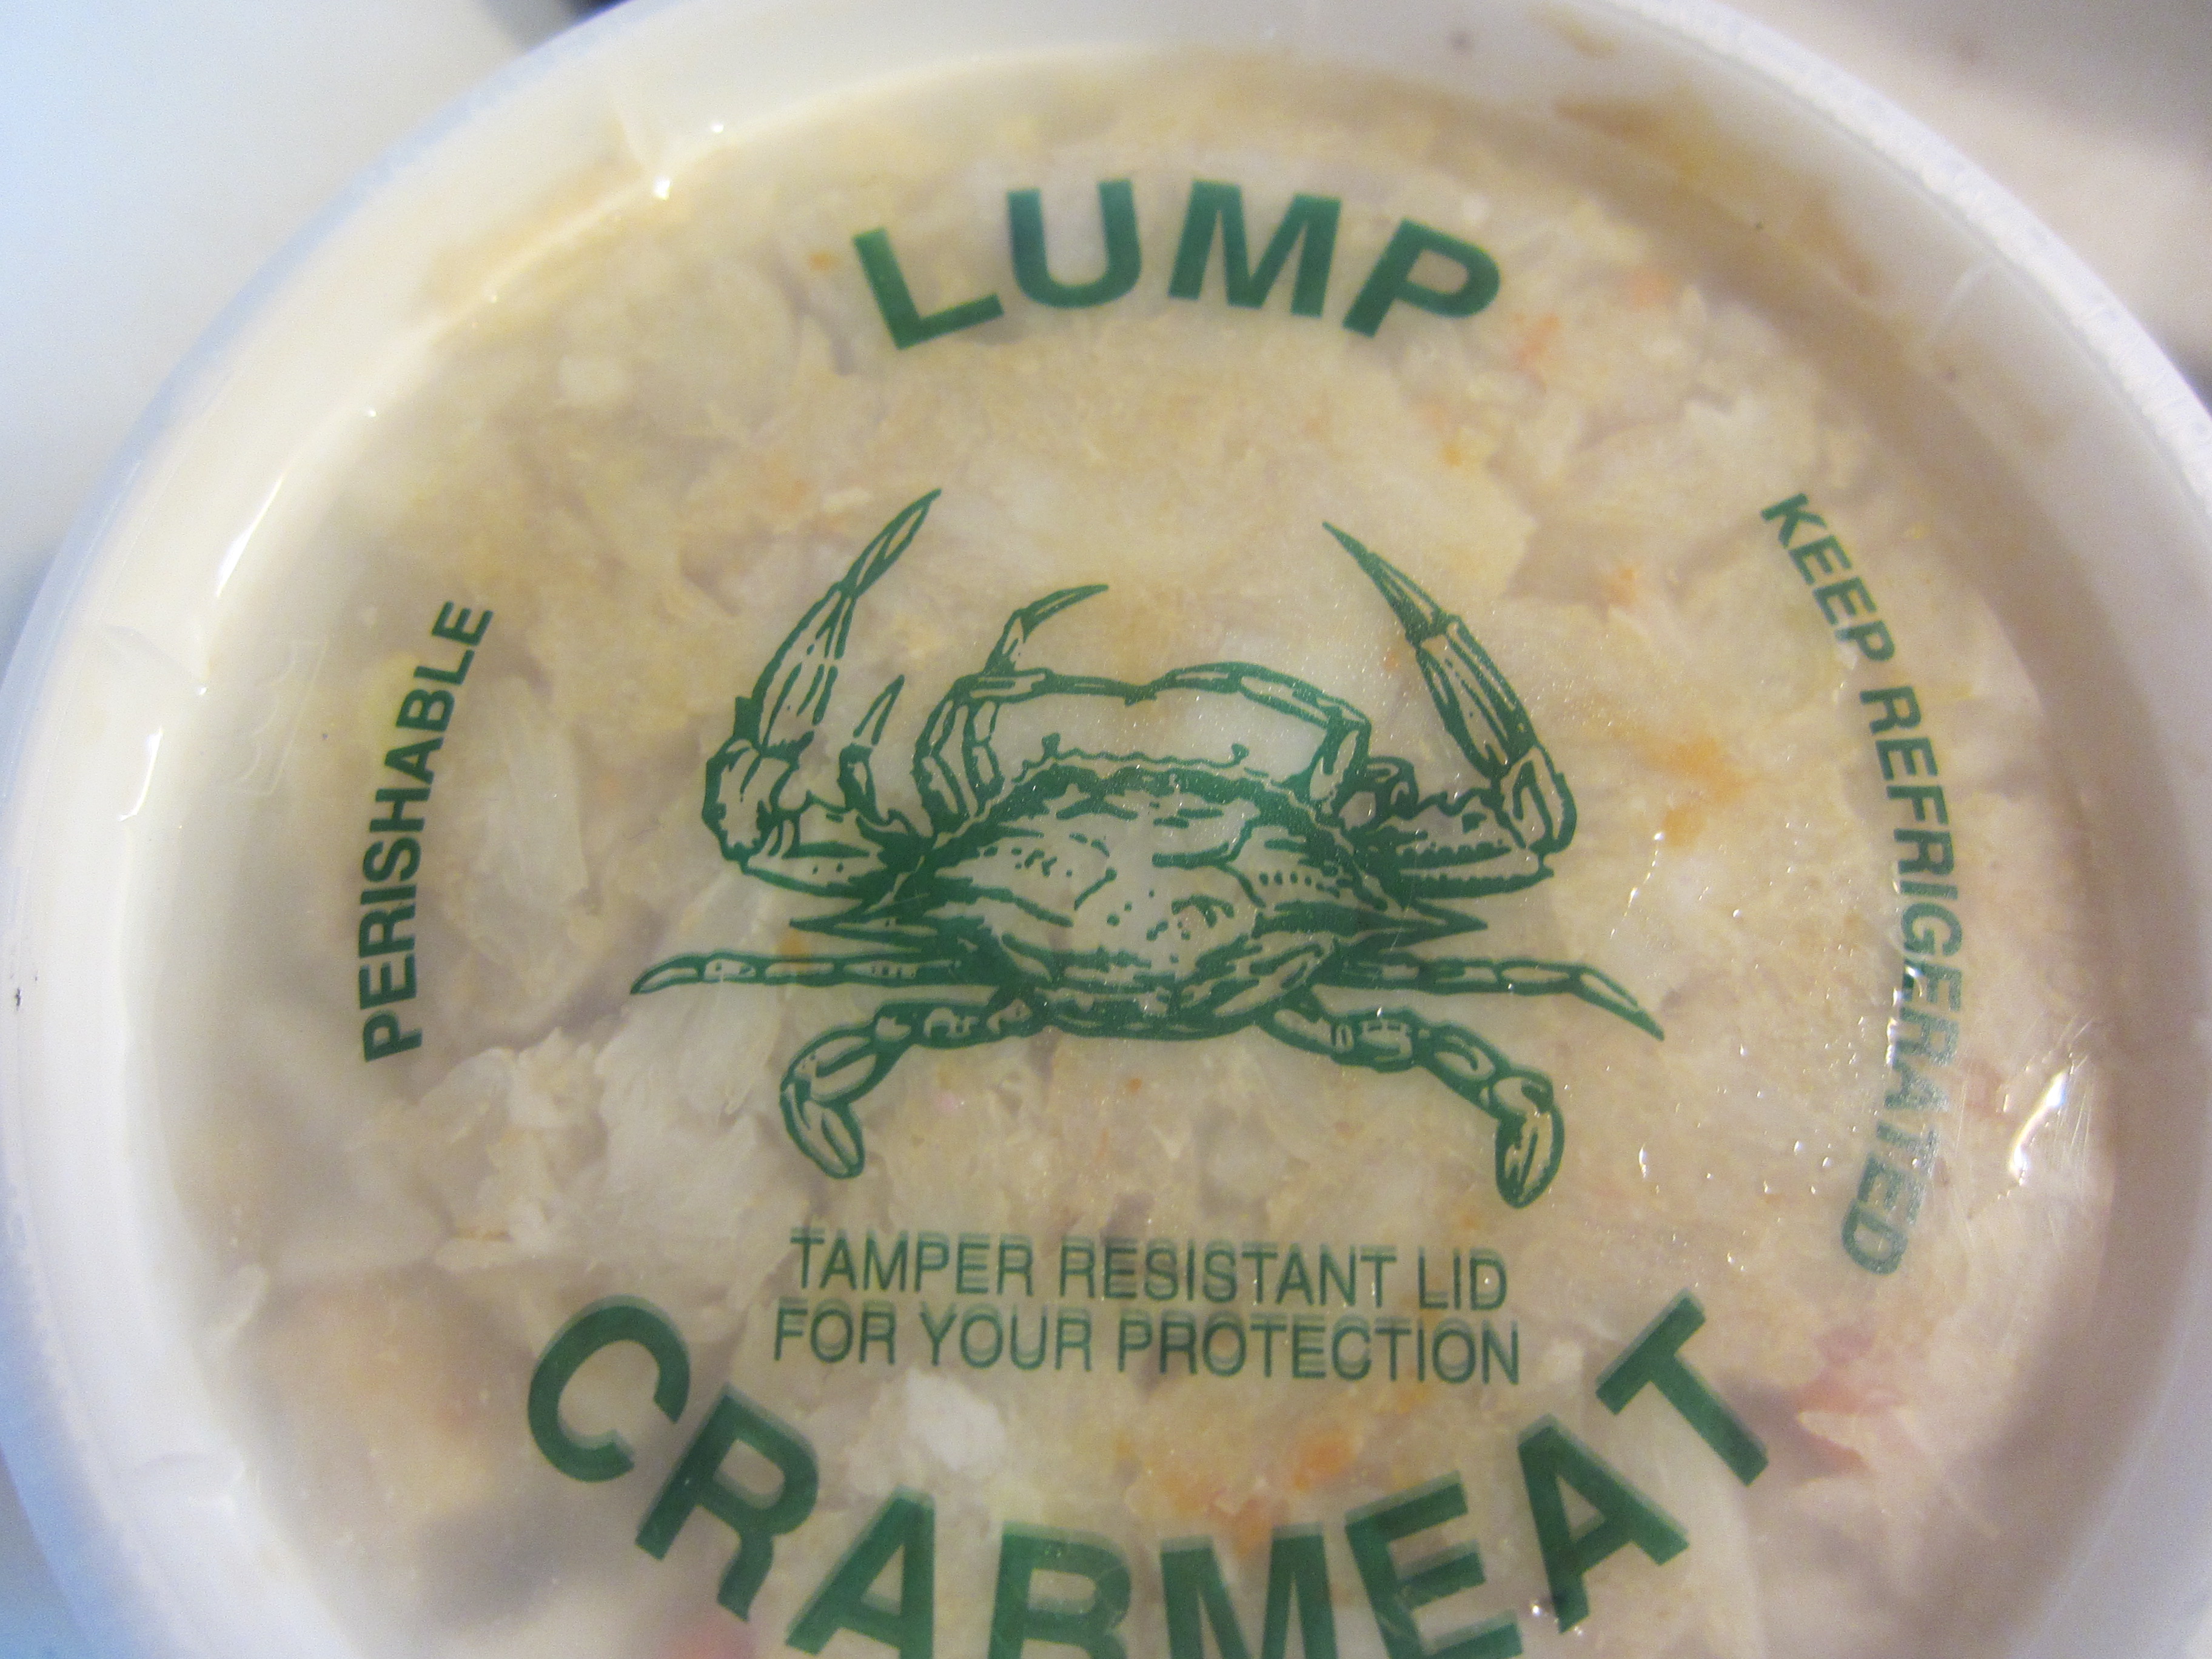 LUMP
PERISHABLE
KEEP REFRIGERATED
TAMPER RESISTANT LID
FOR YOUR PROTECTION
CRABMEAT